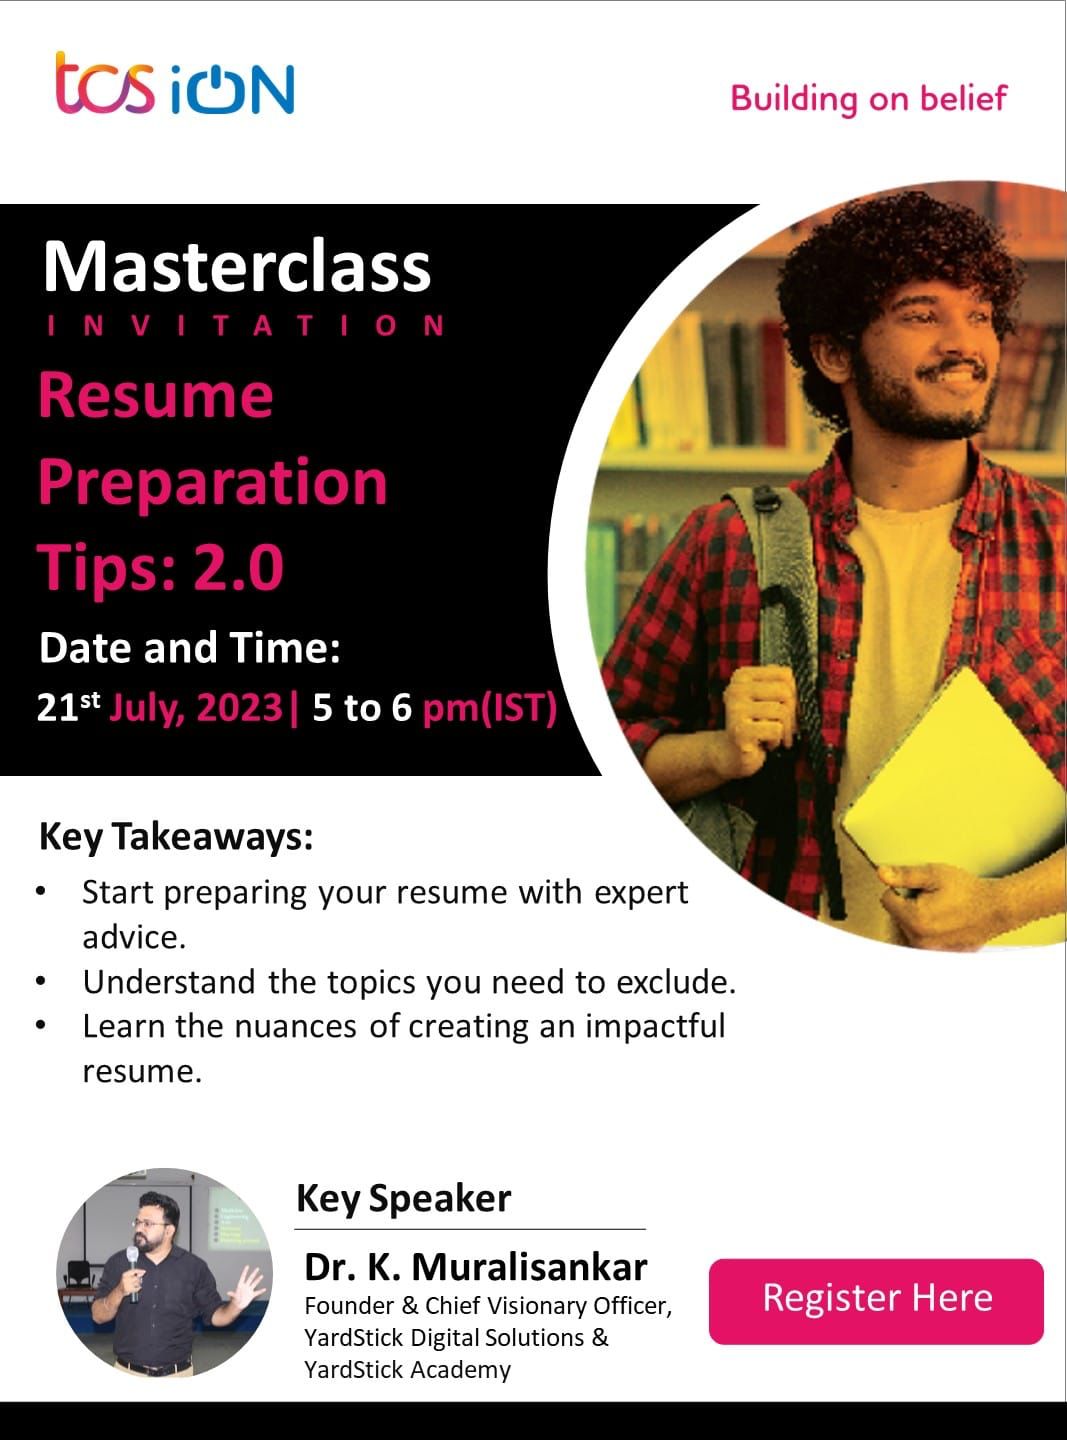 tcs iON
Building on belief
Masterclass
INVITATION
Resume
Preparation
Tips: 2.0
Date and Time:
21st July, 2023| 5 to 6 pm(IST)
Key Takeaways:
• Start preparing your resume with expert
advice.
• Understand the topics you need to exclude.
• Learn the nuances of creating an impactful
resume.
Key Speaker
Dr. K. Muralisankar
Founder & Chief Visionary Officer,
YardStick Digital Solutions &
YardStick Academy
Register Here